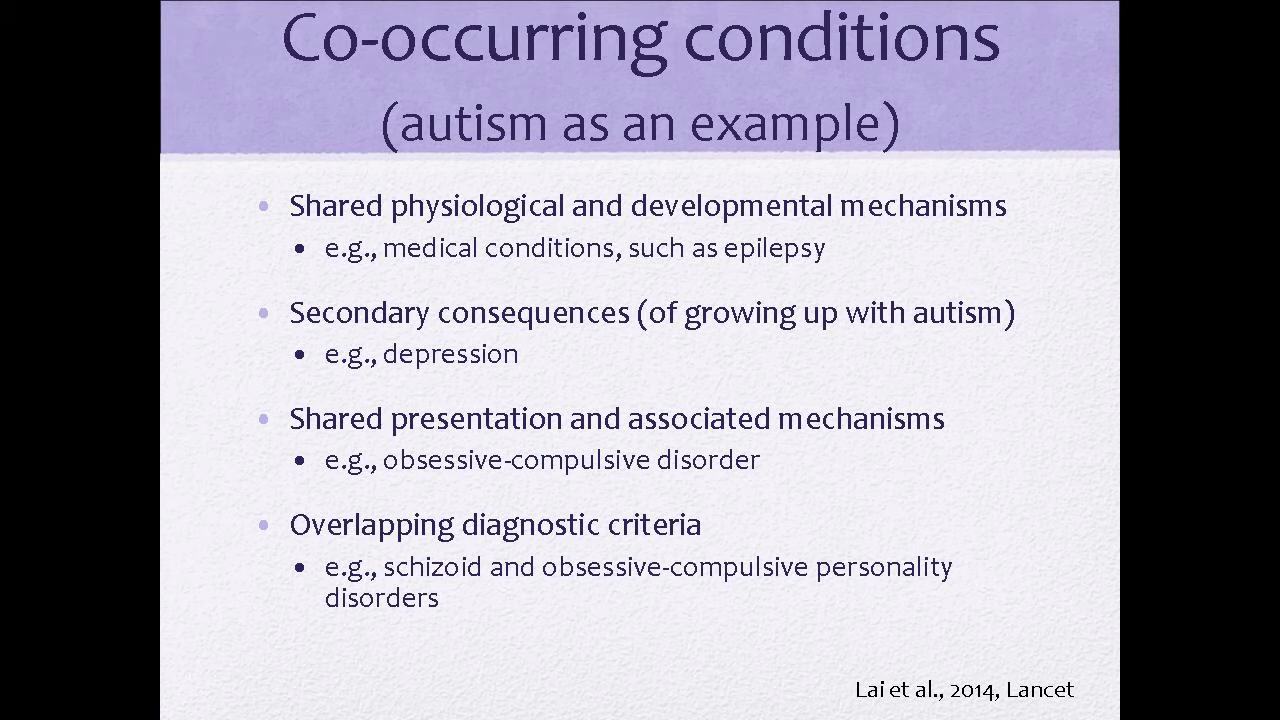 Co-occurring conditions
(autism as an example)
• Shared physiological and developmental mechanisms
• e.g., medical conditions, such as epilepsy
• Secondary consequences (of growing up with autism)
• e.g., depression
• Shared presentation and associated mechanisms
• e.g., obsessive-compulsive disorder
• Overlapping diagnostic criteria
• e.g., schizoid and obsessive-compulsive personality
disorders
Lai et al., 2014, Lancet